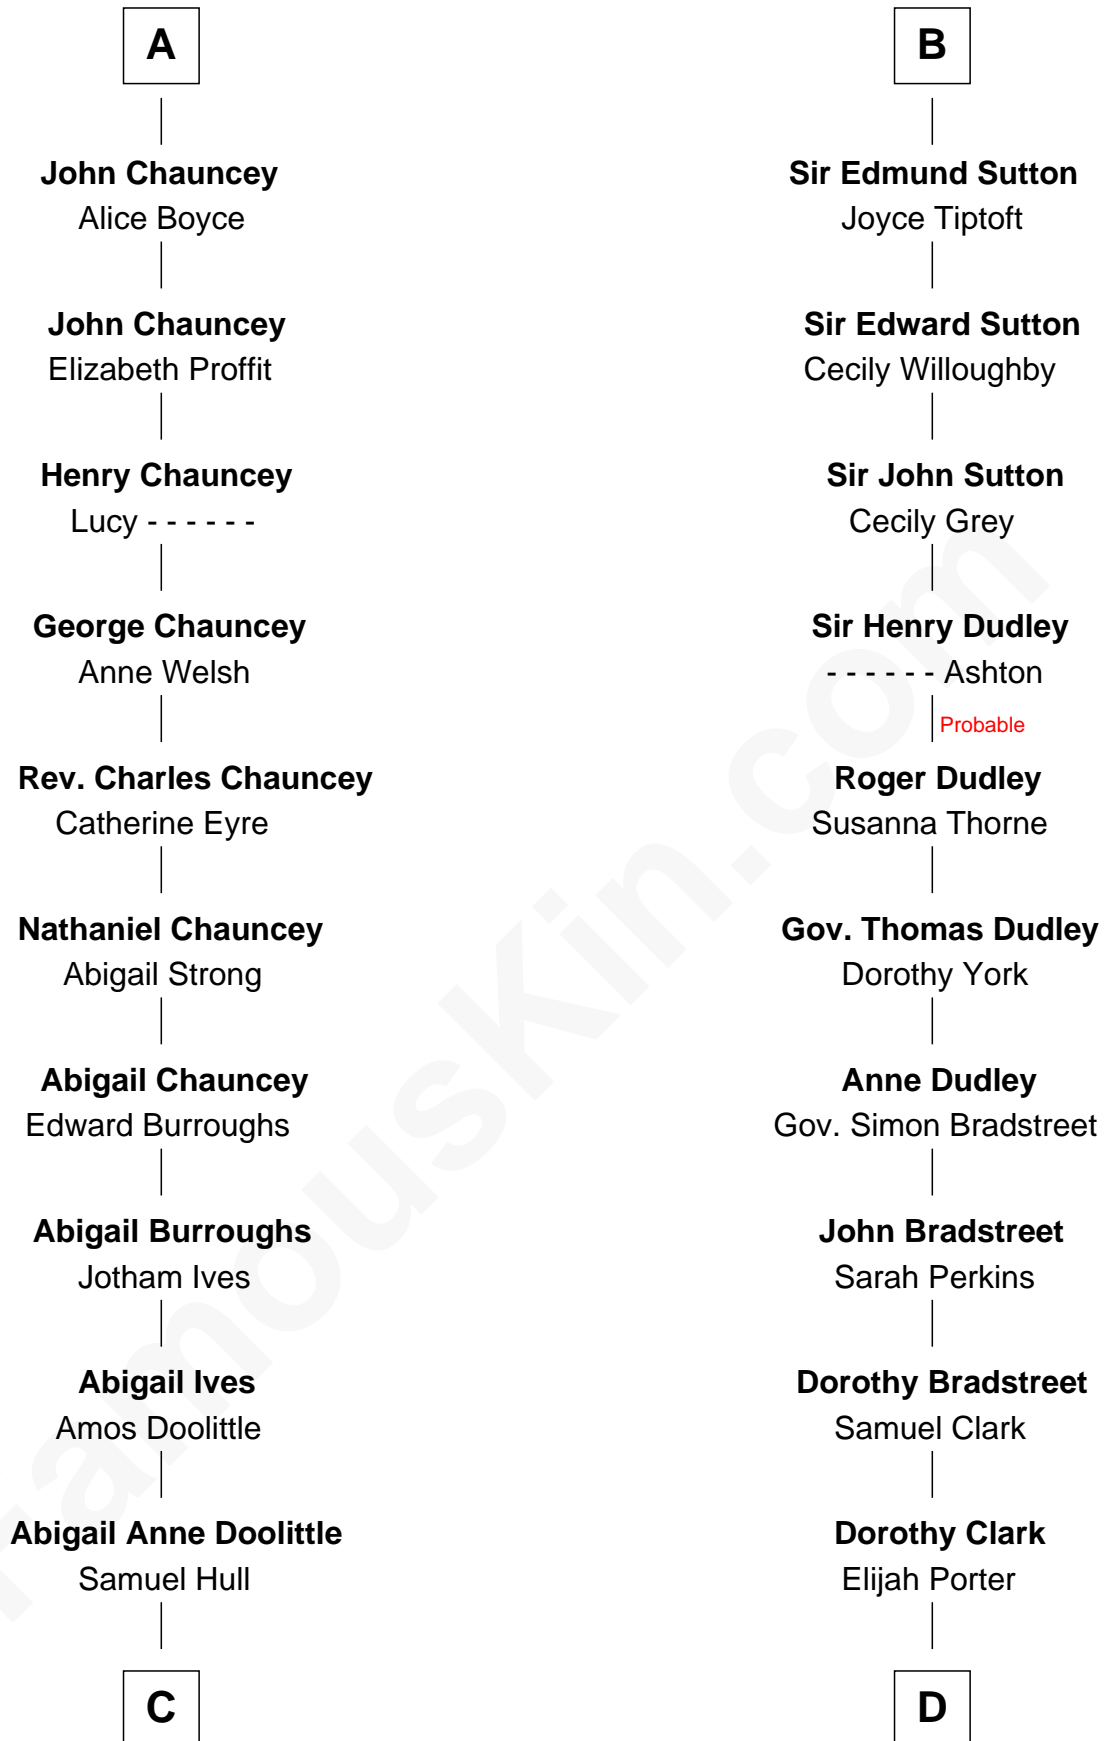 A
John Chauncey
Alice Boyce
John Chauncey
Elizabeth Proffit
Henry Chauncey
Lucy - - - - - -
George Chauncey
Anne Welsh
Rev. Charles Chauncey
Catherine Eyre
Nathaniel Chauncey
Abigail Strong
Abigail Chauncey
Edward Burroughs
Abigail Burroughs
Jotham Ives
Abigail Ives
Amos Doolittle
Abigail Anne Doolittle
Samuel Hull
C
B
Sir Edmund Sutton
Joyce Tiptoft
Sir Edward Sutton
Cecily Willoughby
Sir John Sutton
Cecily Grey
Sir Henry Dudley
- - - - - - Ashton
Probable
Roger Dudley
Susanna Thorne
Gov. Thomas Dudley
Dorothy York
Anne Dudley
Gov. Simon Bradstreet
John Bradstreet
Sarah Perkins
Dorothy Bradstreet
Samuel Clark
Dorothy Clark
Elijah Porter
D
FamousKin.com